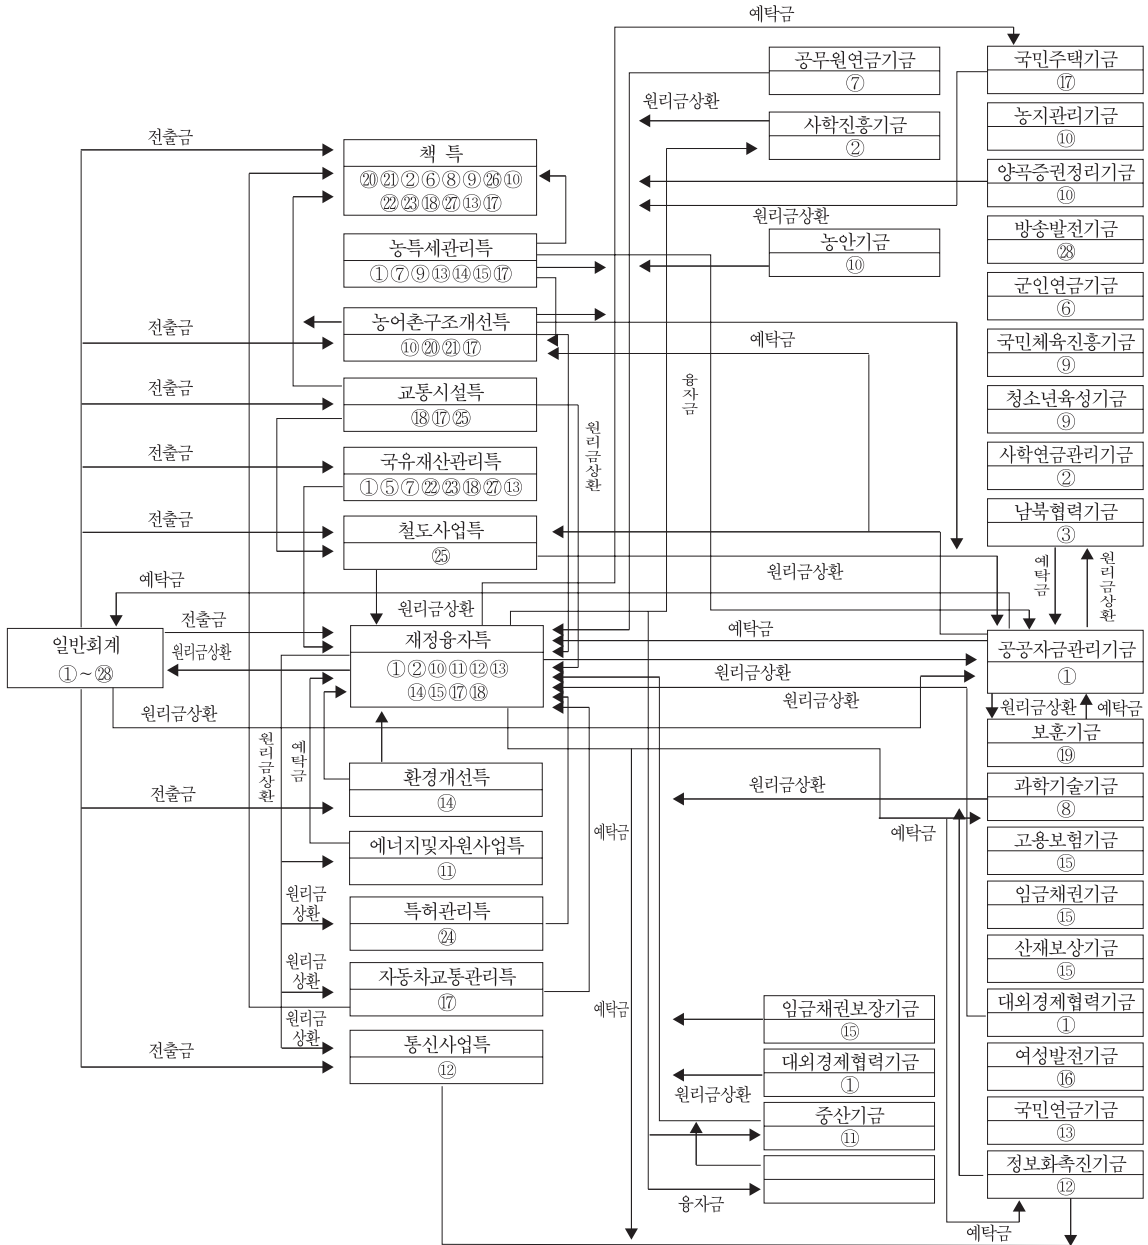 예탁금
공무원연금기금
⑦
국민주택기금
⑰
원리금상환
사학진흥기금
②
농지관리기금
⑩
전출금
책 특
⑳㉑②⑥⑧⑨㉖⑩
㉒㉓⑱㉗⑬⑰
양곡증권정리기금
⑩
원리금상환
농특세관리특
①⑦⑨⑬⑭⑮⑰
농안기금
⑩
방송발전기금
㉘
군인연금기금
⑥
전출금
농어촌구조개선특
⑩⑳㉑⑰
예탁금
국민체육진흥기금
⑨
전출금
교통시설특
⑱⑰㉕
융자금
원리금상환
청소년육성기금
⑨
전출금
국유재산관리특
①⑤⑦㉒㉓⑱㉗⑬
사학연금관리기금
②
전출금
철도사업특
㉕
남북협력기금
③
예탁금
원리금상환
예탁금
원리금상환
원리금상환
일반회계
①~㉘
전출금
원리금상환
재정융자특
①②⑩⑪⑫⑬
⑭⑮⑰⑱
예탁금
원리금상환
원리금상환
공공자금관리기금
①
원리금상환
원리금상환
예탁금
원리금상환
예탁금
보훈기금
⑲
전출금
환경개선특
⑭
원리금상환
과학기술기금
⑧
에너지및자원사업특
⑪
예탁금
예탁금
고용보험기금
⑮
원리금
상환
특허관리특
㉔
임금채권기금
⑮
원리금
상환
자동차교통관리특
⑰
산재보상기금
⑮
예탁금
임금채권보장기금
⑮
대외경제협력기금
①
원리금
상환
전출금
통신사업특
⑫
대외경제협력기금
①
원리금상환
여성발전기금
⑯
중산기금
⑪
국민연금기금
⑬
정보화촉진기금
⑫
융자금
예탁금